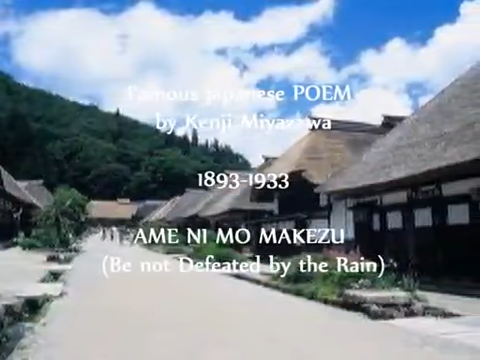 Famous Japanese POEM
by Kenji Miyazawa
1893-1933
AME NI MO MAKEZU
(Be not Defeated by the Rain)